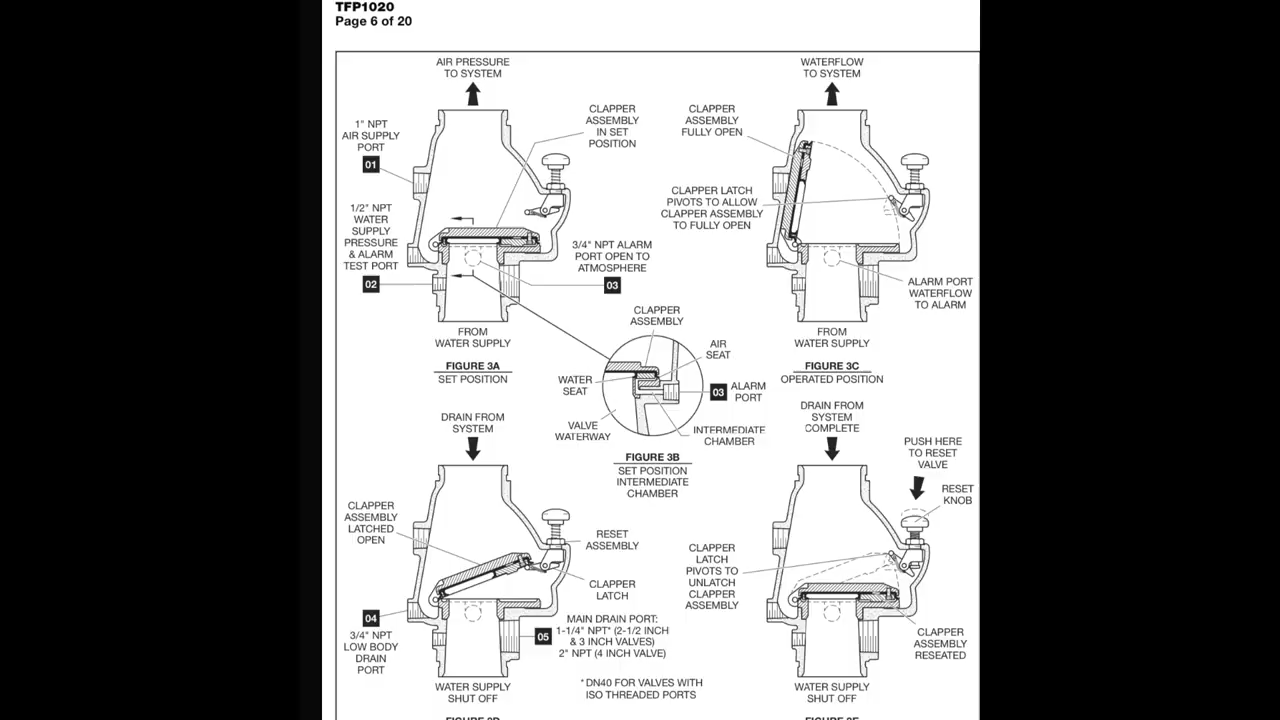 TFP1020
Page 6 of 20
AIR PRESSURE
TO SYSTEM
1" NPT
AIR SUPPLY
PORT
01
1/2" NPT
WATER
SUPPLY
PRESSURE
& ALARM
TEST PORT
02
CLAPPER
ASSEMBLY
IN SET
POSITION
3/4" NPT ALARM
PORT OPEN TO
ATMOSPHERE
03
FROM
WATER SUPPLY
FIGURE 3A
SET POSITION
WATERFLOW
TO SYSTEM
CLAPPER
ASSEMBLY
FULLY OPEN
CLAPPER LATCH
PIVOTS TO ALLOW
CLAPPER ASSEMBLY
TO FULLY OPEN
ALARM PORT
WATERFLOW
TO ALARM
FROM
WATER SUPPLY
FIGURE 3C
OPERATED POSITION
CLAPPER
ASSEMBLY
AIR
SEAT
WATER
SEAT
03
ALARM
PORT
VALVE
WATERWAY
INTERMEDIATE
CHAMBER
FIGURE 3B
SET POSITION
INTERMEDIATE
CHAMBER
DRAIN FROM
SYSTEM
CLAPPER
ASSEMBLY
LATCHED
OPEN
RESET
ASSEMBLY
CLAPPER
LATCH
04
3/4" NPT
LOW BODY
DRAIN
PORT
05
MAIN DRAIN PORT:
1-1/4" NPT* (2-1/2 INCH
& 3 INCH VALVES)
2" NPT (4 INCH VALVE)
*DN40 FOR VALVES WITH
ISO THREADED PORTS
WATER SUPPLY
SHUT OFF
FIGURE 3D
DRAIN FROM
SYSTEM
COMPLETE
PUSH HERE
TO RESET
VALVE
RESET
KNOB
CLAPPER
LATCH
PIVOTS TO
UNLATCH
CLAPPER
ASSEMBLY
CLAPPER
ASSEMBLY
RESEATED
WATER SUPPLY
SHUT OFF
FIGURE 3E